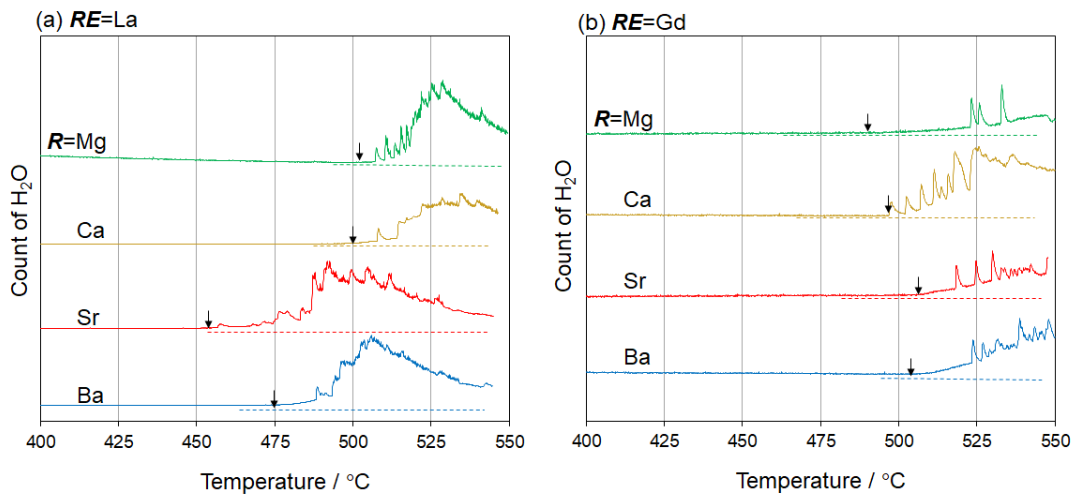 (a) RE=La
R=Mg
Ca
Sr
Ba
Count of H₂O
400 425 450 475 500 525 550
Temperature / °C
(b) RE=Gd
R=Mg
Ca
Sr
Ba
Count of H₂O
400 425 450 475 500 525 550
Temperature / °C